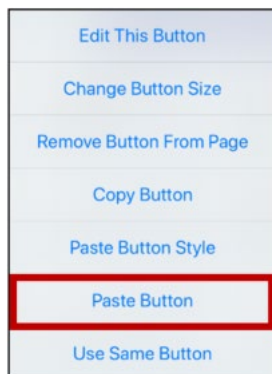 Edit This Button
Change Button Size
Remove Button From Page
Copy Button
Paste Button Style
Paste Button
Use Same Button